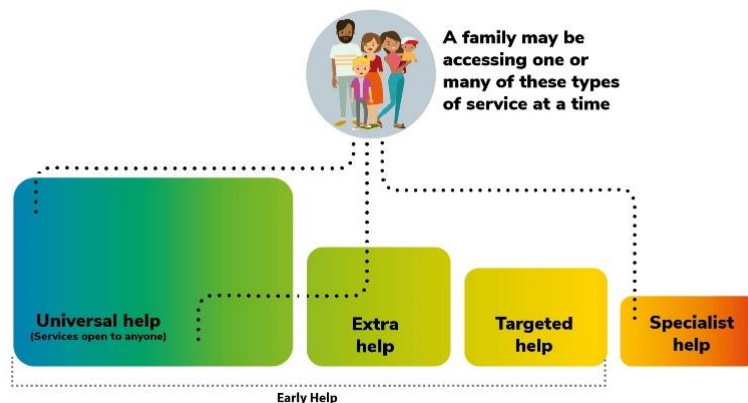 A family may be
accessing one or
many of these types
of service at a time
Universal help
(Services open to anyone)
Extra
help
Targeted
help
Specialist
help
Early Help